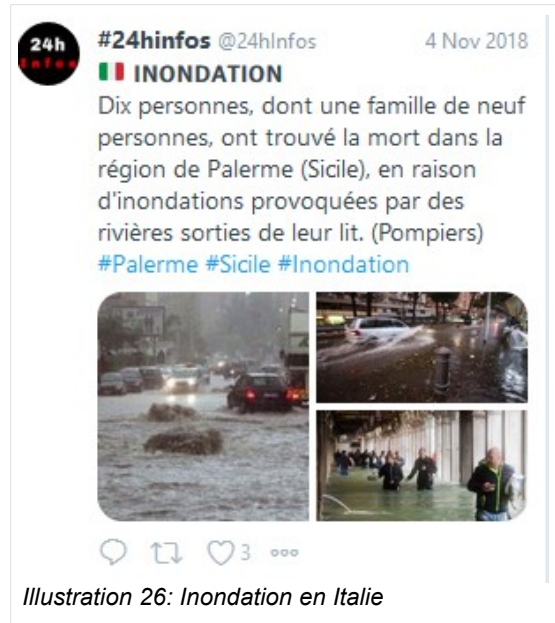 24h
Infos
#24hinfos @24hInfos 4 Nov 2018
🇮🇹 INONDATION
Dix personnes, dont une famille de neuf
personnes, ont trouvé la mort dans la
région de Palerme (Sicile), en raison
d'inondations provoquées par des
rivières sorties de leur lit. (Pompiers)
#Palerme #Sicile #Inondation
3
Illustration 26: Inondation en Italie